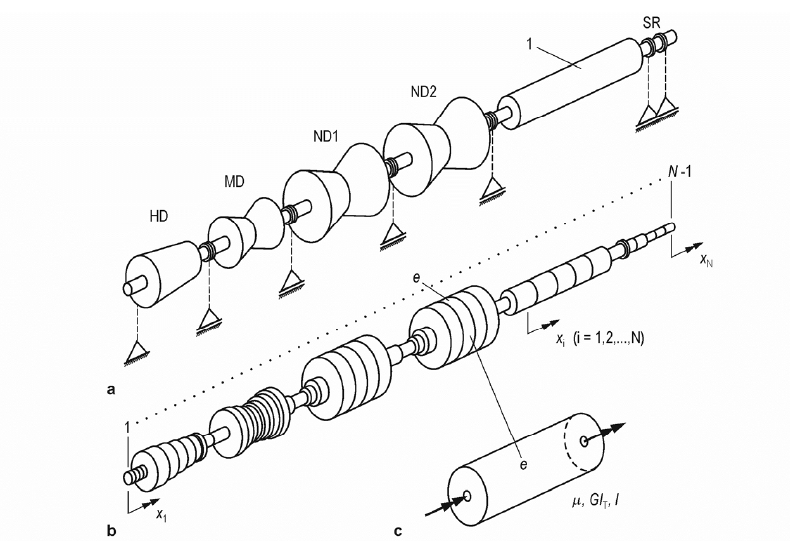 SR
1
ND2
ND1
MD
HD
N-1
x_N
e
x_i (i = 1,2,...,N)
a
1
e
μ, GI_T, l
x_1
b
c